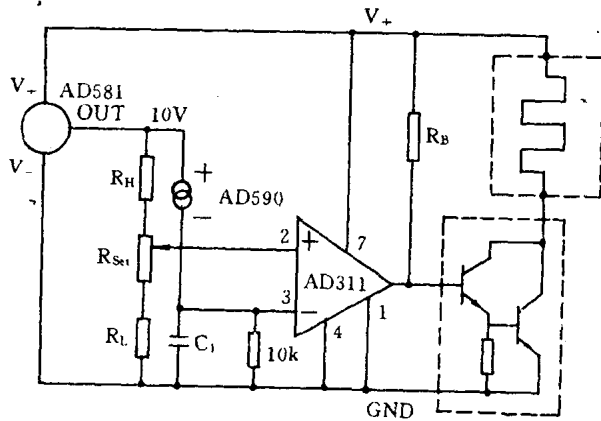 V+
V+
AD581
OUT
10V
V-
RH
+
AD590
-
RB
RSet
2
+
7
AD311
3
-
1
4
RL
C1
10k
GND